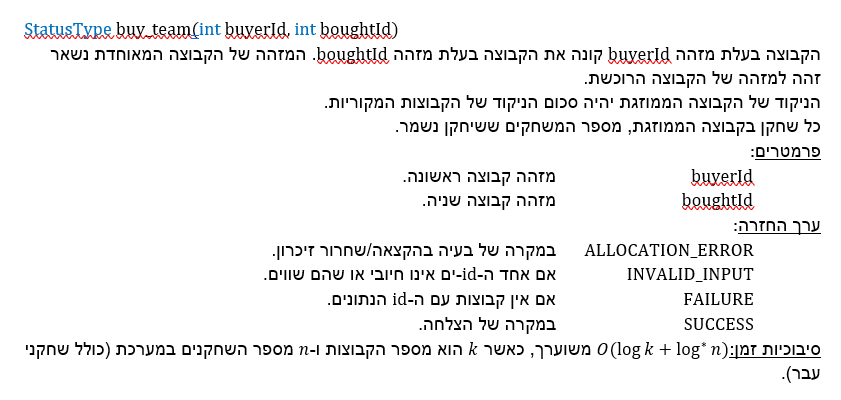 StatusType buy_team(int buyerId, int boughtId)
הקבוצה בעלת מזהה buyerId קונה את הקבוצה בעלת מזהה boughtId. המזהה של הקבוצה המאוחדת נשאר
זהה למזהה של הקבוצה הרוכשת.
הניקוד של הקבוצה הממוזגת יהיה סכום הניקוד של הקבוצות המקוריות.
כל שחקן בקבוצה הממוזגת, מספר המשחקים ששיחקן נשמר.
פרמטרים:
buyerId מזהה קבוצה ראשונה.
boughtId מזהה קבוצה שניה.
ערך החזרה:
ALLOCATION_ERROR במקרה של בעיה בהקצאה/שחרור זיכרון.
INVALID_INPUT אם אחד ה-id-ים אינו חיובי או שהם שווים.
FAILURE אם אין קבוצות עם ה-id הנתונים.
SUCCESS במקרה של הצלחה.
סיבוכיות זמן: O(log k + log* n) משוערך, כאשר k הוא מספר הקבוצות ו-n מספר השחקנים במערכת (כולל שחקני
עבר).